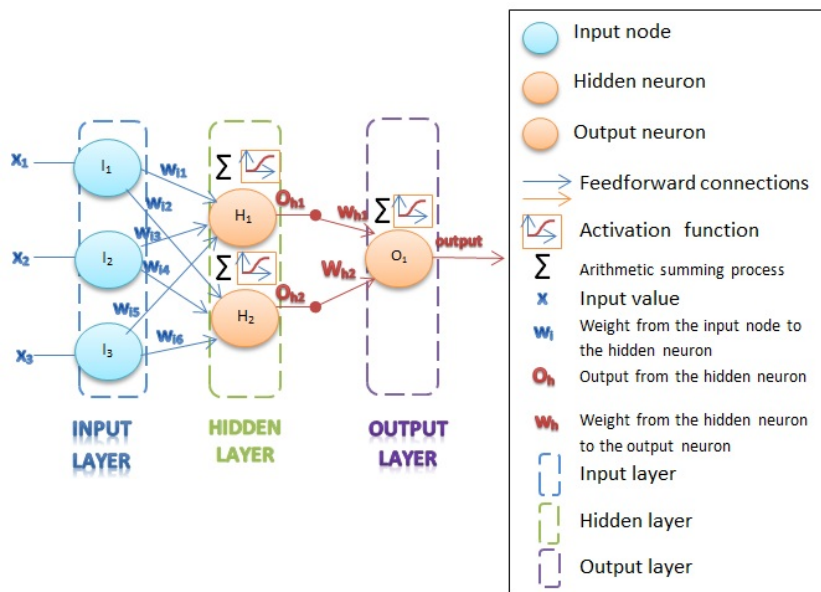 x1
I1
wi1
wi2
x2
I2
wi3
wi4
wi5
x3
I3
wi6
Σ
H1
Oh1
Σ
H2
Oh2
wh1
wh2
Σ
O1
output
INPUT
LAYER
HIDDEN
LAYER
OUTPUT
LAYER
Input node
Hidden neuron
Output neuron
Feedforward connections
Activation function
Σ Arithmetic summing process
x Input value
wi Weight from the input node to
the hidden neuron
Oh Output from the hidden neuron
wh Weight from the hidden neuron
to the output neuron
Input layer
Hidden layer
Output layer